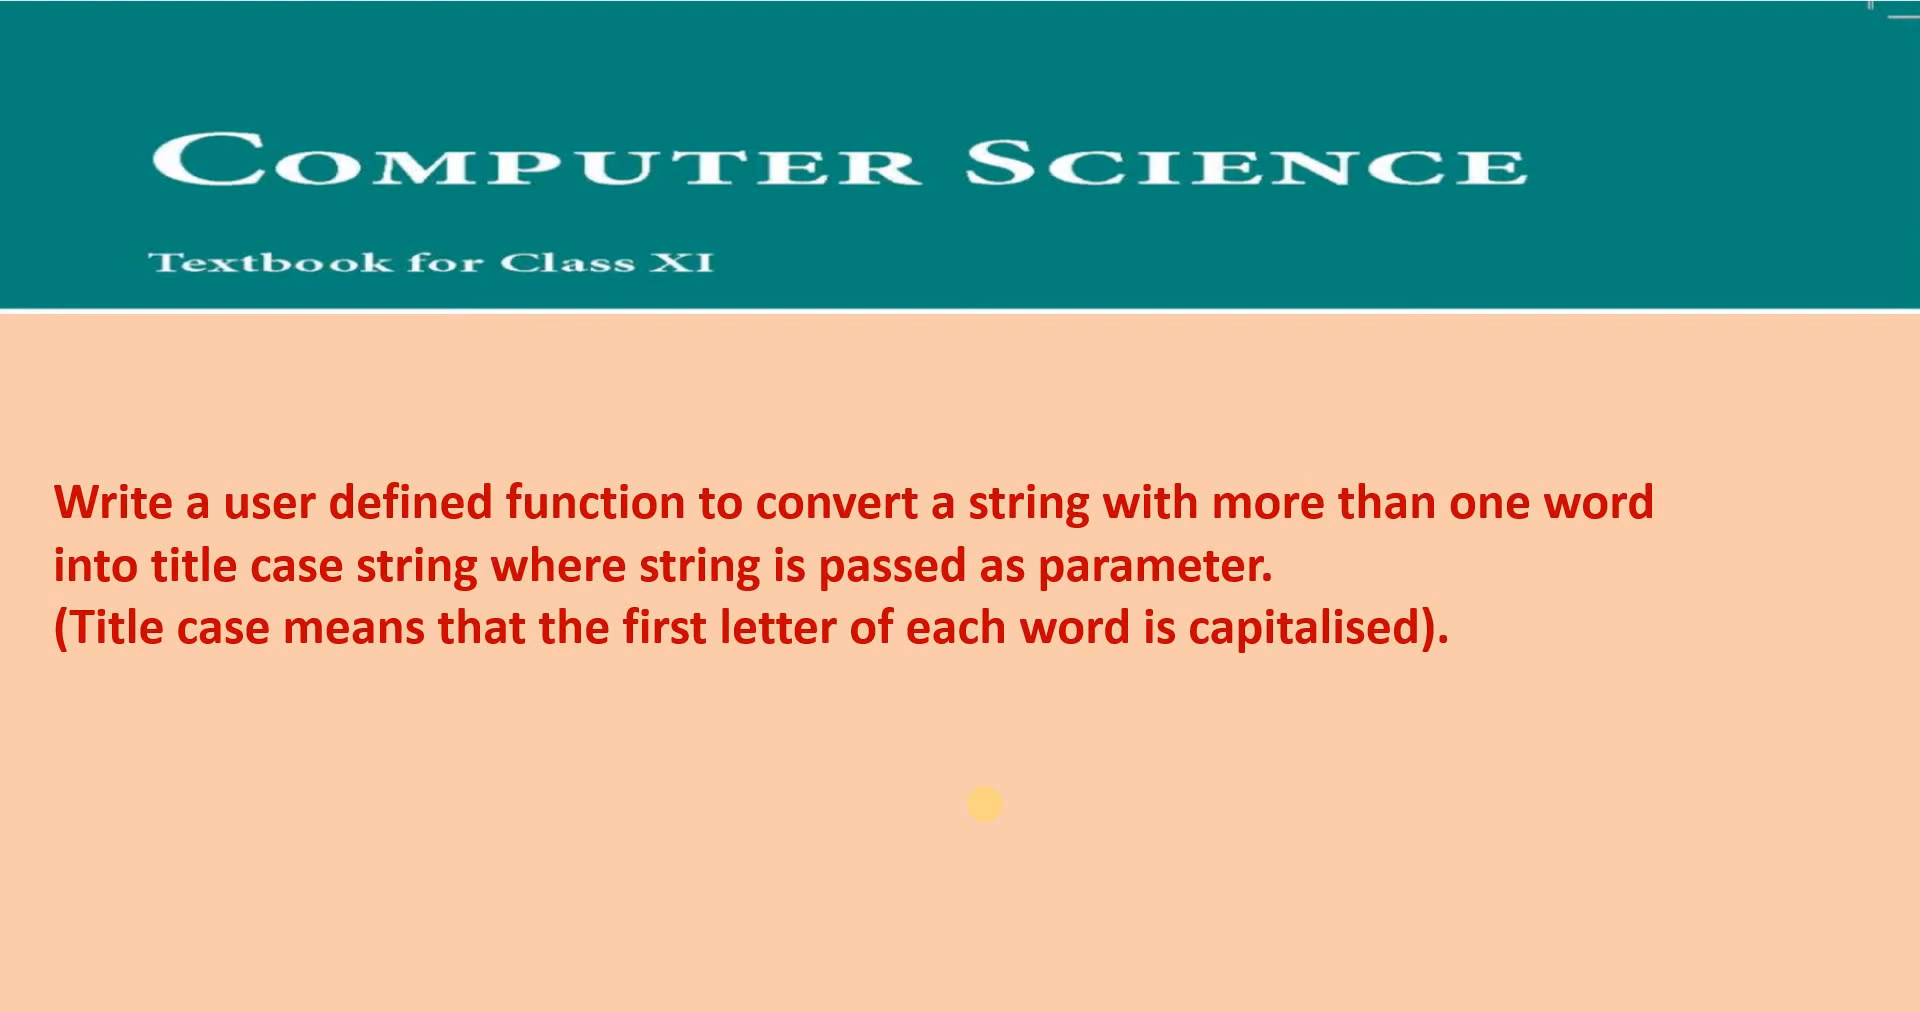 COMPUTER SCIENCE
Textbook for Class XI
Write a user defined function to convert a string with more than one word
into title case string where string is passed as parameter.
(Title case means that the first letter of each word is capitalised).